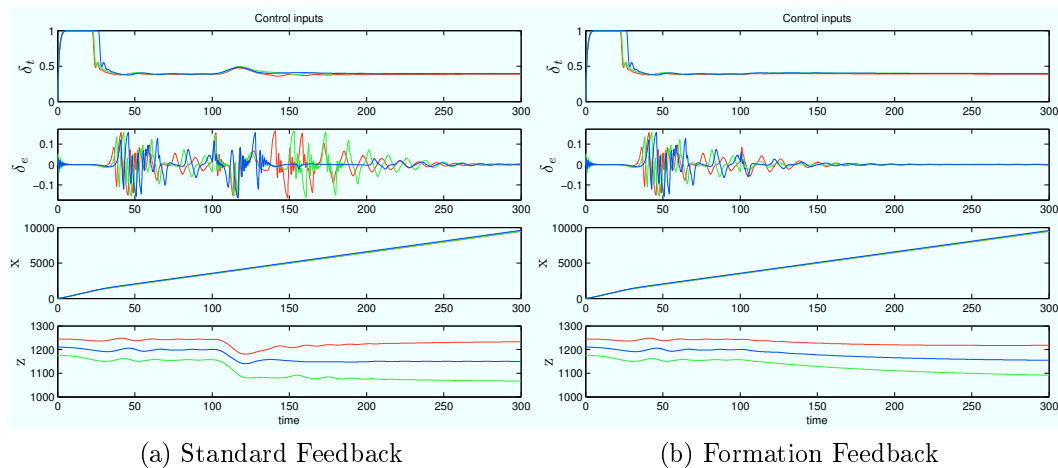 Control inputs
δt
1
0.5
0
0 50 100 150 200 250 300
δe
0.1
0
−0.1
0 50 100 150 200 250 300
x
10000
5000
0
0 50 100 150 200 250 300
z
1300
1200
1100
1000
0 50 100 150 200 250 300
time
(a) Standard Feedback
Control inputs
δt
1
0.5
0
0 50 100 150 200 250 300
δe
0.1
0
−0.1
0 50 100 150 200 250 300
x
10000
5000
0
0 50 100 150 200 250 300
z
1300
1200
1100
1000
0 50 100 150 200 250 300
time
(b) Formation Feedback